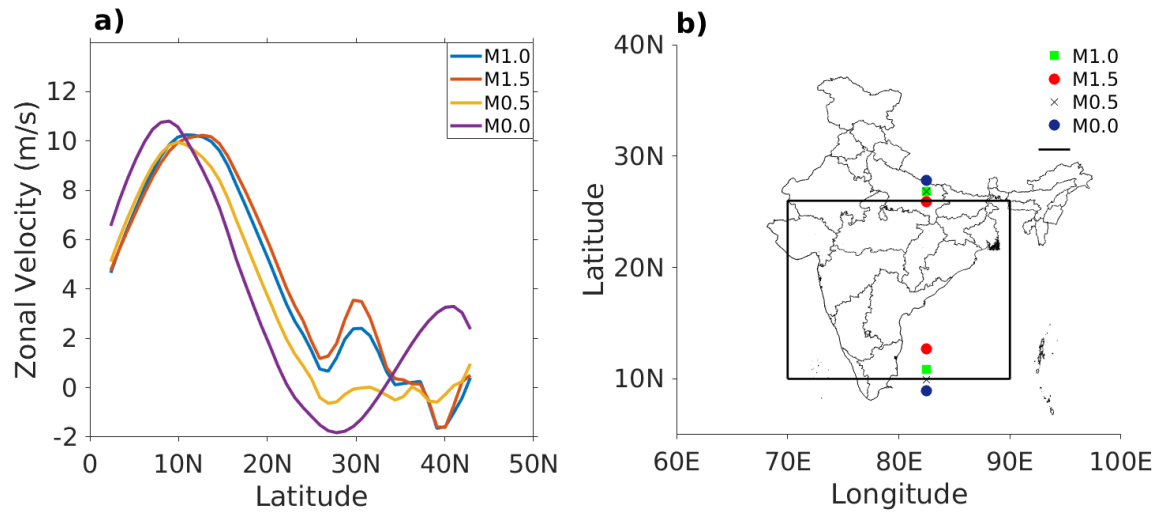 a)
Zonal Velocity (m/s)
12
10
8
6
4
2
0
-2
0 10N 20N 30N 40N 50N
Latitude
M1.0
M1.5
M0.5
M0.0
b)
Latitude
40N
30N
20N
10N
60E 70E 80E 90E 100E
Longitude
M1.0
M1.5
M0.5
M0.0